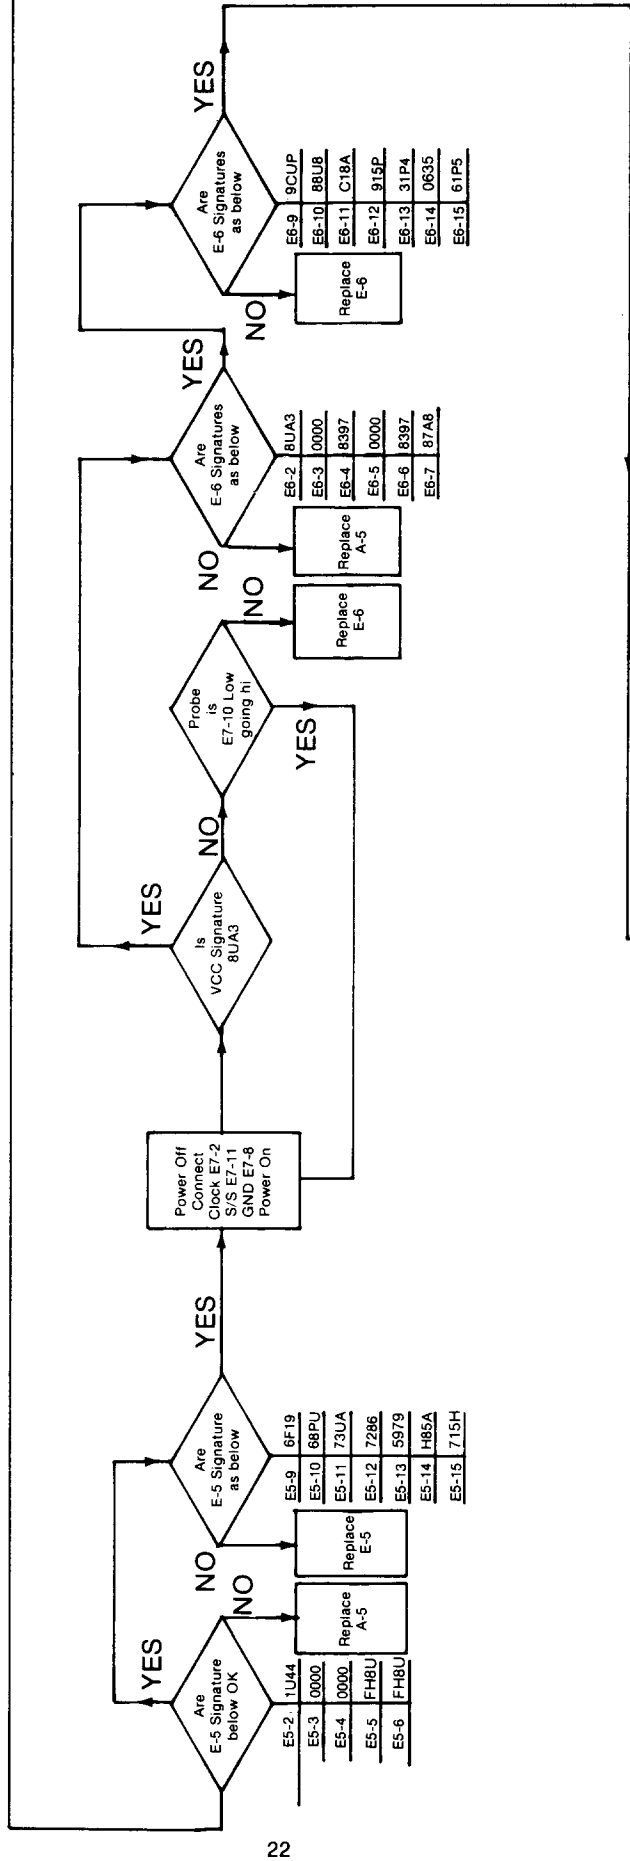 Are
E-5 Signature
below OK
YES
NO
E5-2 1U44
E5-3 0000
E5-4 0000
E5-5 FH8U
E5-6 FH8U
Replace
A-5
Are
E-5 Signature
as below
YES
NO
E5-9 6F19
E5-10 68PU
E5-11 73UA
E5-12 7286
E5-13 5979
E5-14 H85A
E5-15 715H
Replace
E-5
Power Off
Connect
Clock E7-2
S/S E7-11
GND E7-8
Power On
Is
VCC Signature
8UA3
YES
NO
Probe
is
E7-10 Low
going hi
YES
NO
Replace
E-6
Are
E-6 Signatures
as below
YES
NO
E6-2 8UA3
E6-3 0000
E6-4 8397
E6-5 0000
E6-6 8397
E6-7 87A8
Replace
A-5
Are
E-6 Signatures
as below
YES
NO
E6-9 9CUP
E6-10 88U8
E6-11 C18A
E6-12 915P
E6-13 31P4
E6-14 0635
E6-15 61P5
Replace
E-6
22